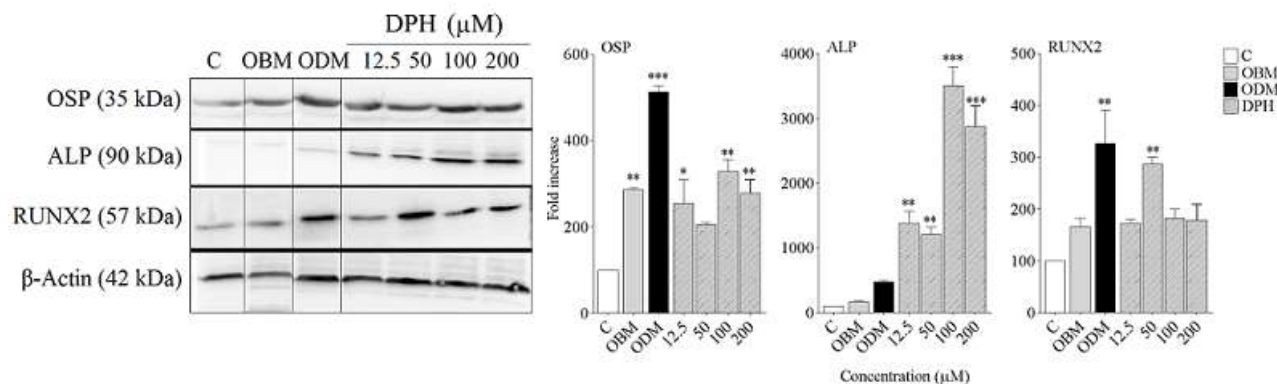 DPH (µM)
C OBM ODM 12.5 50 100 200
OSP (35 kDa)
ALP (90 kDa)
RUNX2 (57 kDa)
β-Actin (42 kDa)
OSP
Fold increase
600
400
200
0
**
***
*
**
**
C OBM ODM 12.5 50 100 200
ALP
4000
3000
2000
1000
0
**
**
***
***
C OBM ODM 12.5 50 100 200
Concentration (µM)
RUNX2
500
400
300
200
100
0
**
**
C OBM ODM 12.5 50 100 200
C
OBM
ODM
DPH